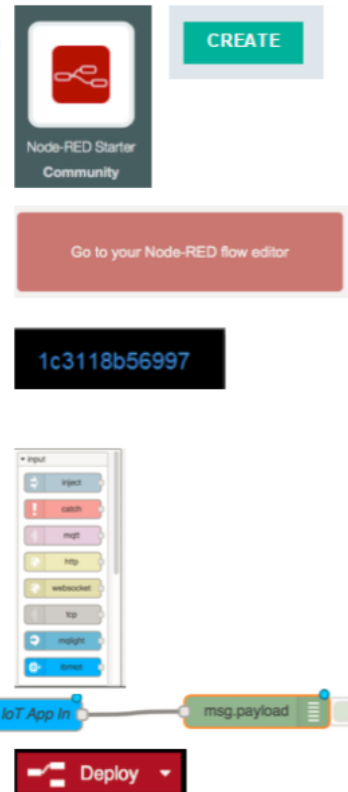 CREATE
Node-RED Starter
Community
Go to your Node-RED flow editor
1c3118b56997
input
inject
catch
mqtt
http
websocket
tcp
mqlight
ibmiot
IoT App In
msg.payload
Deploy